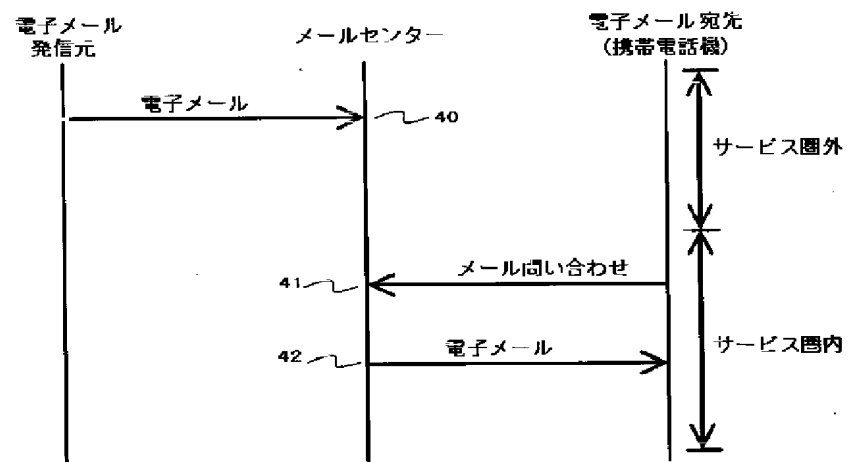 電子メール
発信元
メールセンター
電子メール宛先
(携帯電話機)
電子メール
40
サービス圏外
メール問い合わせ
41
42
電子メール
サービス圏内